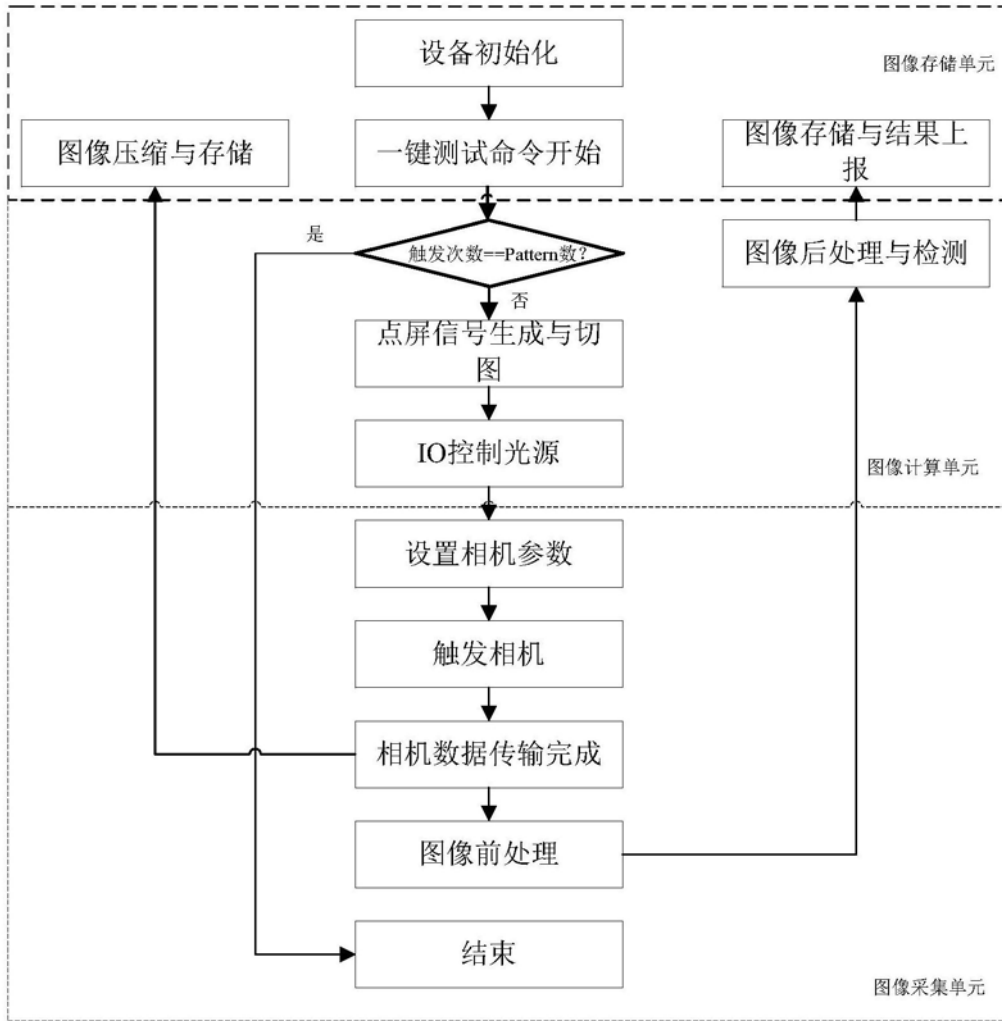 设备初始化
图像存储单元
图像压缩与存储
一键测试命令开始
图像存储与结果上
报
是
触发次数==Pattern数?
图像后处理与检测
否
点屏信号生成与切
图
IO控制光源
图像计算单元
设置相机参数
触发相机
相机数据传输完成
图像前处理
结束
图像采集单元